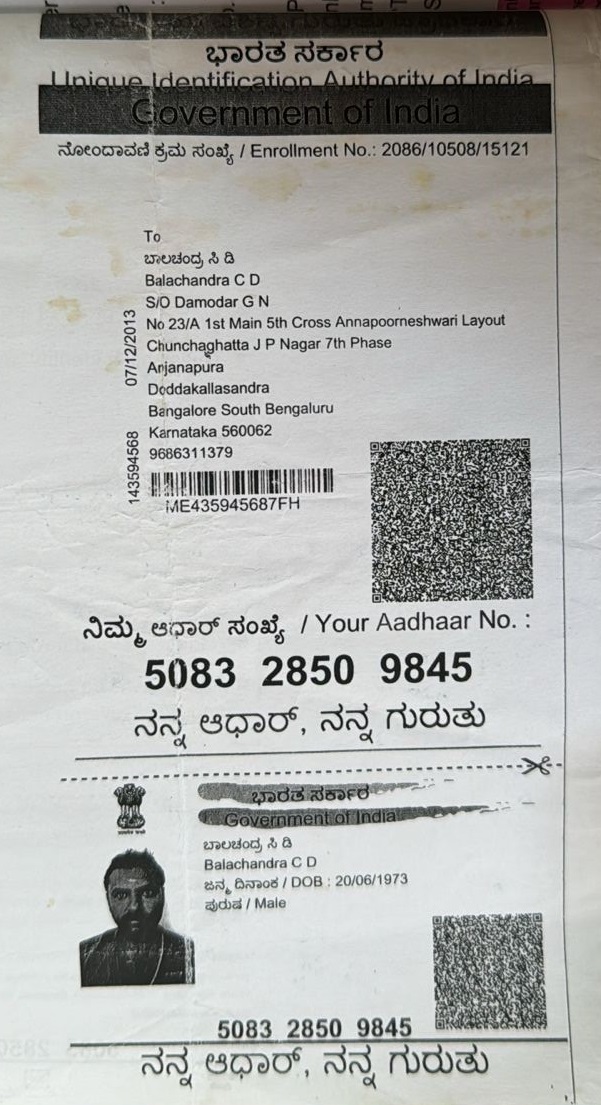 ಭಾರತ ಸರ್ಕಾರ
Unique Identification Authority of India
Government of India
ನೋಂದಾವಣಿ ಕ್ರಮ ಸಂಖ್ಯೆ / Enrollment No.: 2086/10508/15121
To
ಬಾಲಚಂದ್ರ ಸಿ ಡಿ
Balachandra C D
S/O Damodar G N
No 23/A 1st Main 5th Cross Annapoorneshwari Layout
Chunchaghatta J P Nagar 7th Phase
Anjanapura
Doddakallasandra
Bangalore South Bengaluru
Karnataka 560062
9686311379
07/12/2013
143594568
ME435945687FH
ನಿಮ್ಮ ಆಧಾರ್ ಸಂಖ್ಯೆ / Your Aadhaar No. :
5083 2850 9845
ನನ್ನ ಆಧಾರ್, ನನ್ನ ಗುರುತು
ಭಾರತ ಸರ್ಕಾರ
Government of India
ಬಾಲಚಂದ್ರ ಸಿ ಡಿ
Balachandra C D
ಜನ್ಮ ದಿನಾಂಕ / DOB : 20/06/1973
ಪುರುಷ / Male
5083 2850 9845
ನನ್ನ ಆಧಾರ್, ನನ್ನ ಗುರುತು